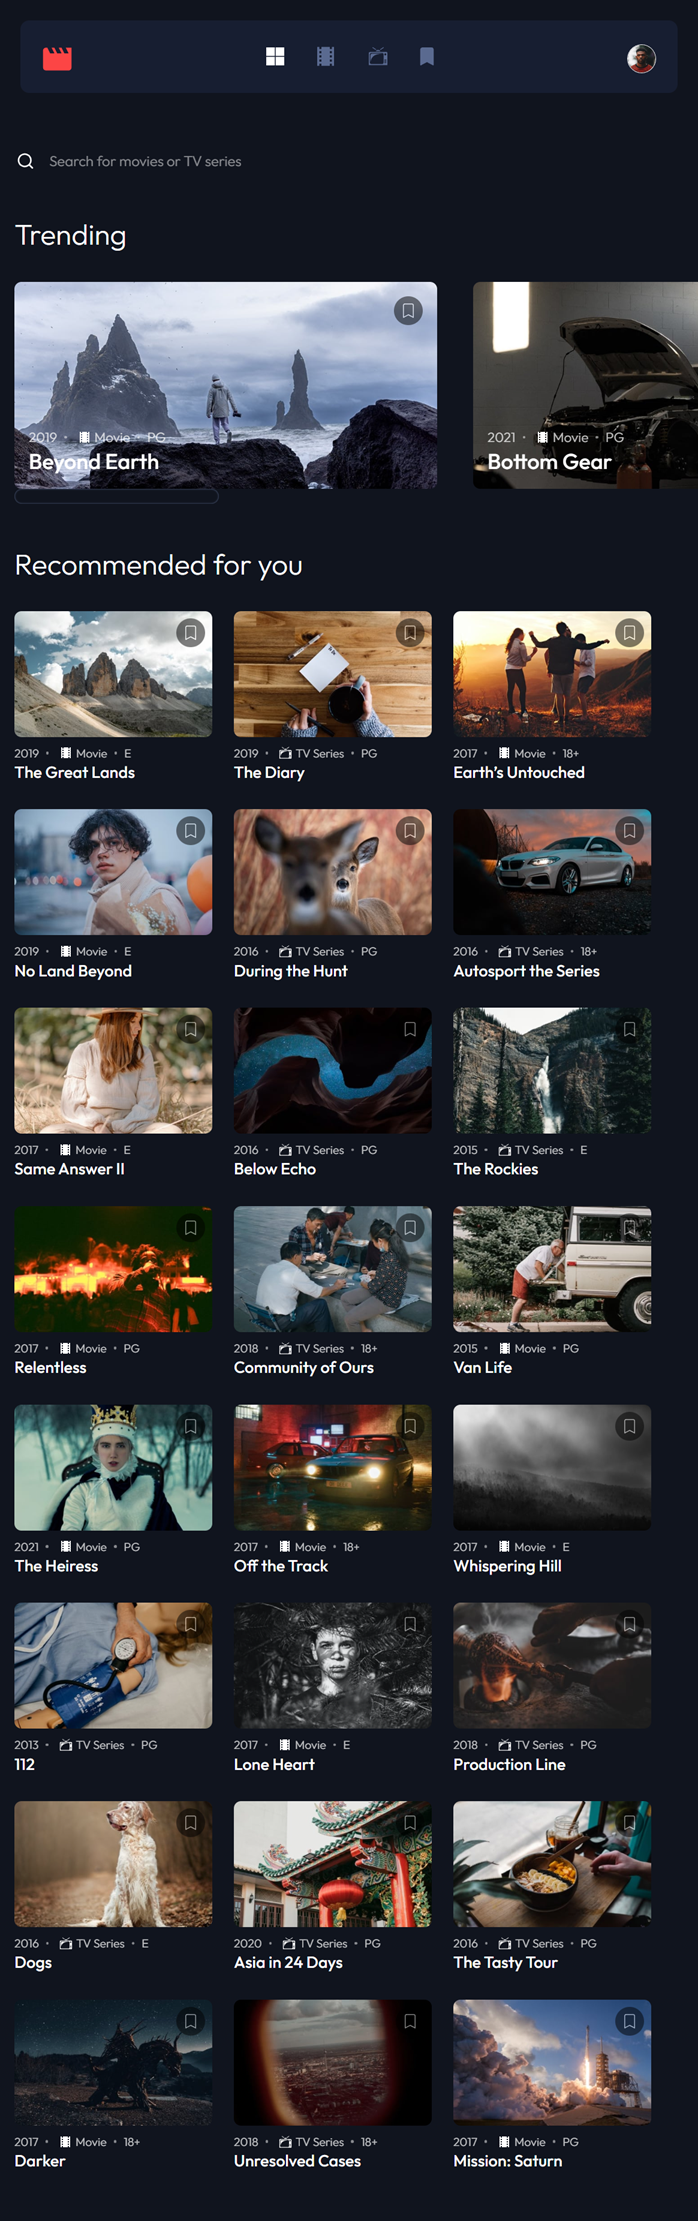 Search for movies or TV series
Trending
2019 • Movie • PG
Beyond Earth
2021 • Movie • PG
Bottom Gear
Recommended for you
2019 • Movie • E
The Great Lands
2019 • TV Series • PG
The Diary
2017 • Movie • 18+
Earth's Untouched
2019 • Movie • E
No Land Beyond
2016 • TV Series • PG
During the Hunt
2016 • TV Series • 18+
Autosport the Series
2017 • Movie • E
Same Answer II
2016 • TV Series • PG
Below Echo
2015 • TV Series • E
The Rockies
2017 • Movie • PG
Relentless
2018 • TV Series • 18+
Community of Ours
2015 • Movie • PG
Van Life
2021 • Movie • PG
The Heiress
2017 • Movie • 18+
Off the Track
2017 • Movie • E
Whispering Hill
2013 • TV Series • PG
112
2017 • Movie • E
Lone Heart
2018 • TV Series • PG
Production Line
2016 • TV Series • E
Dogs
2020 • TV Series • PG
Asia in 24 Days
2016 • TV Series • PG
The Tasty Tour
2017 • Movie • 18+
Darker
2018 • TV Series • 18+
Unresolved Cases
2017 • Movie • PG
Mission: Saturn